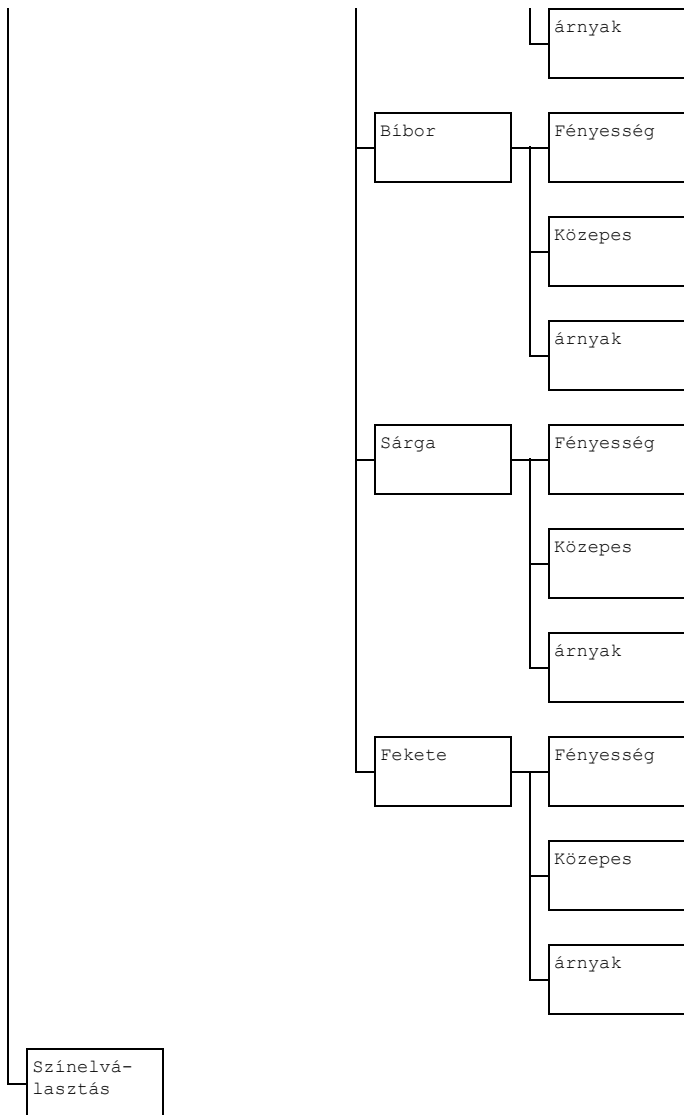 árnyak
Bíbor
Fényesség
Közepes
árnyak
Sárga
Fényesség
Közepes
árnyak
Fekete
Fényesség
Közepes
árnyak
Színelvá-
lasztás